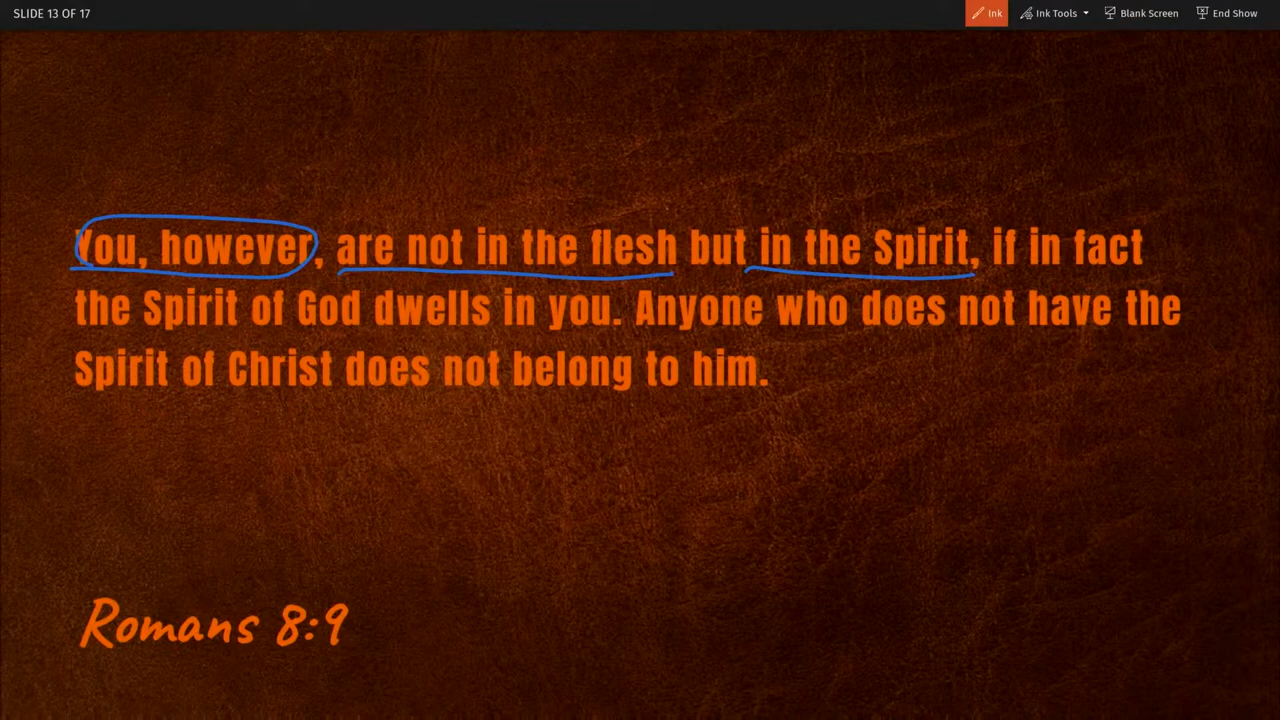 SLIDE 13 OF 17
Ink
Ink Tools
Blank Screen
End Show
You, however, are not in the flesh but in the Spirit, if in fact
the Spirit of God dwells in you. Anyone who does not have the
Spirit of Christ does not belong to him.
Romans 8:9